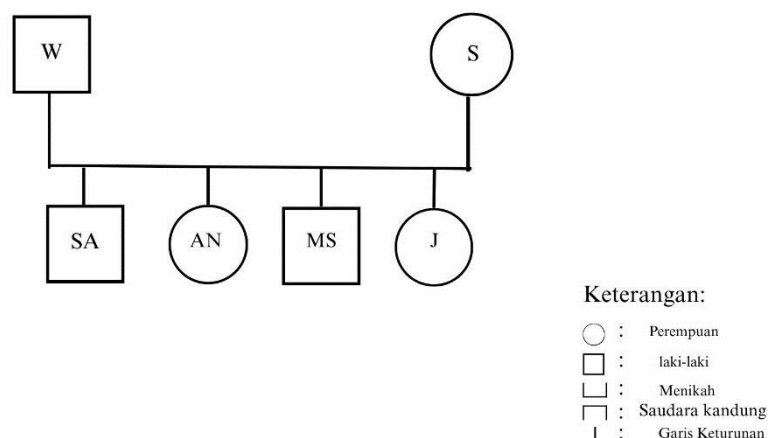 W S
SA AN MS J
Keterangan:
: Perempuan
: laki-laki
: Menikah
: Saudara kandung
: Garis Keturunan